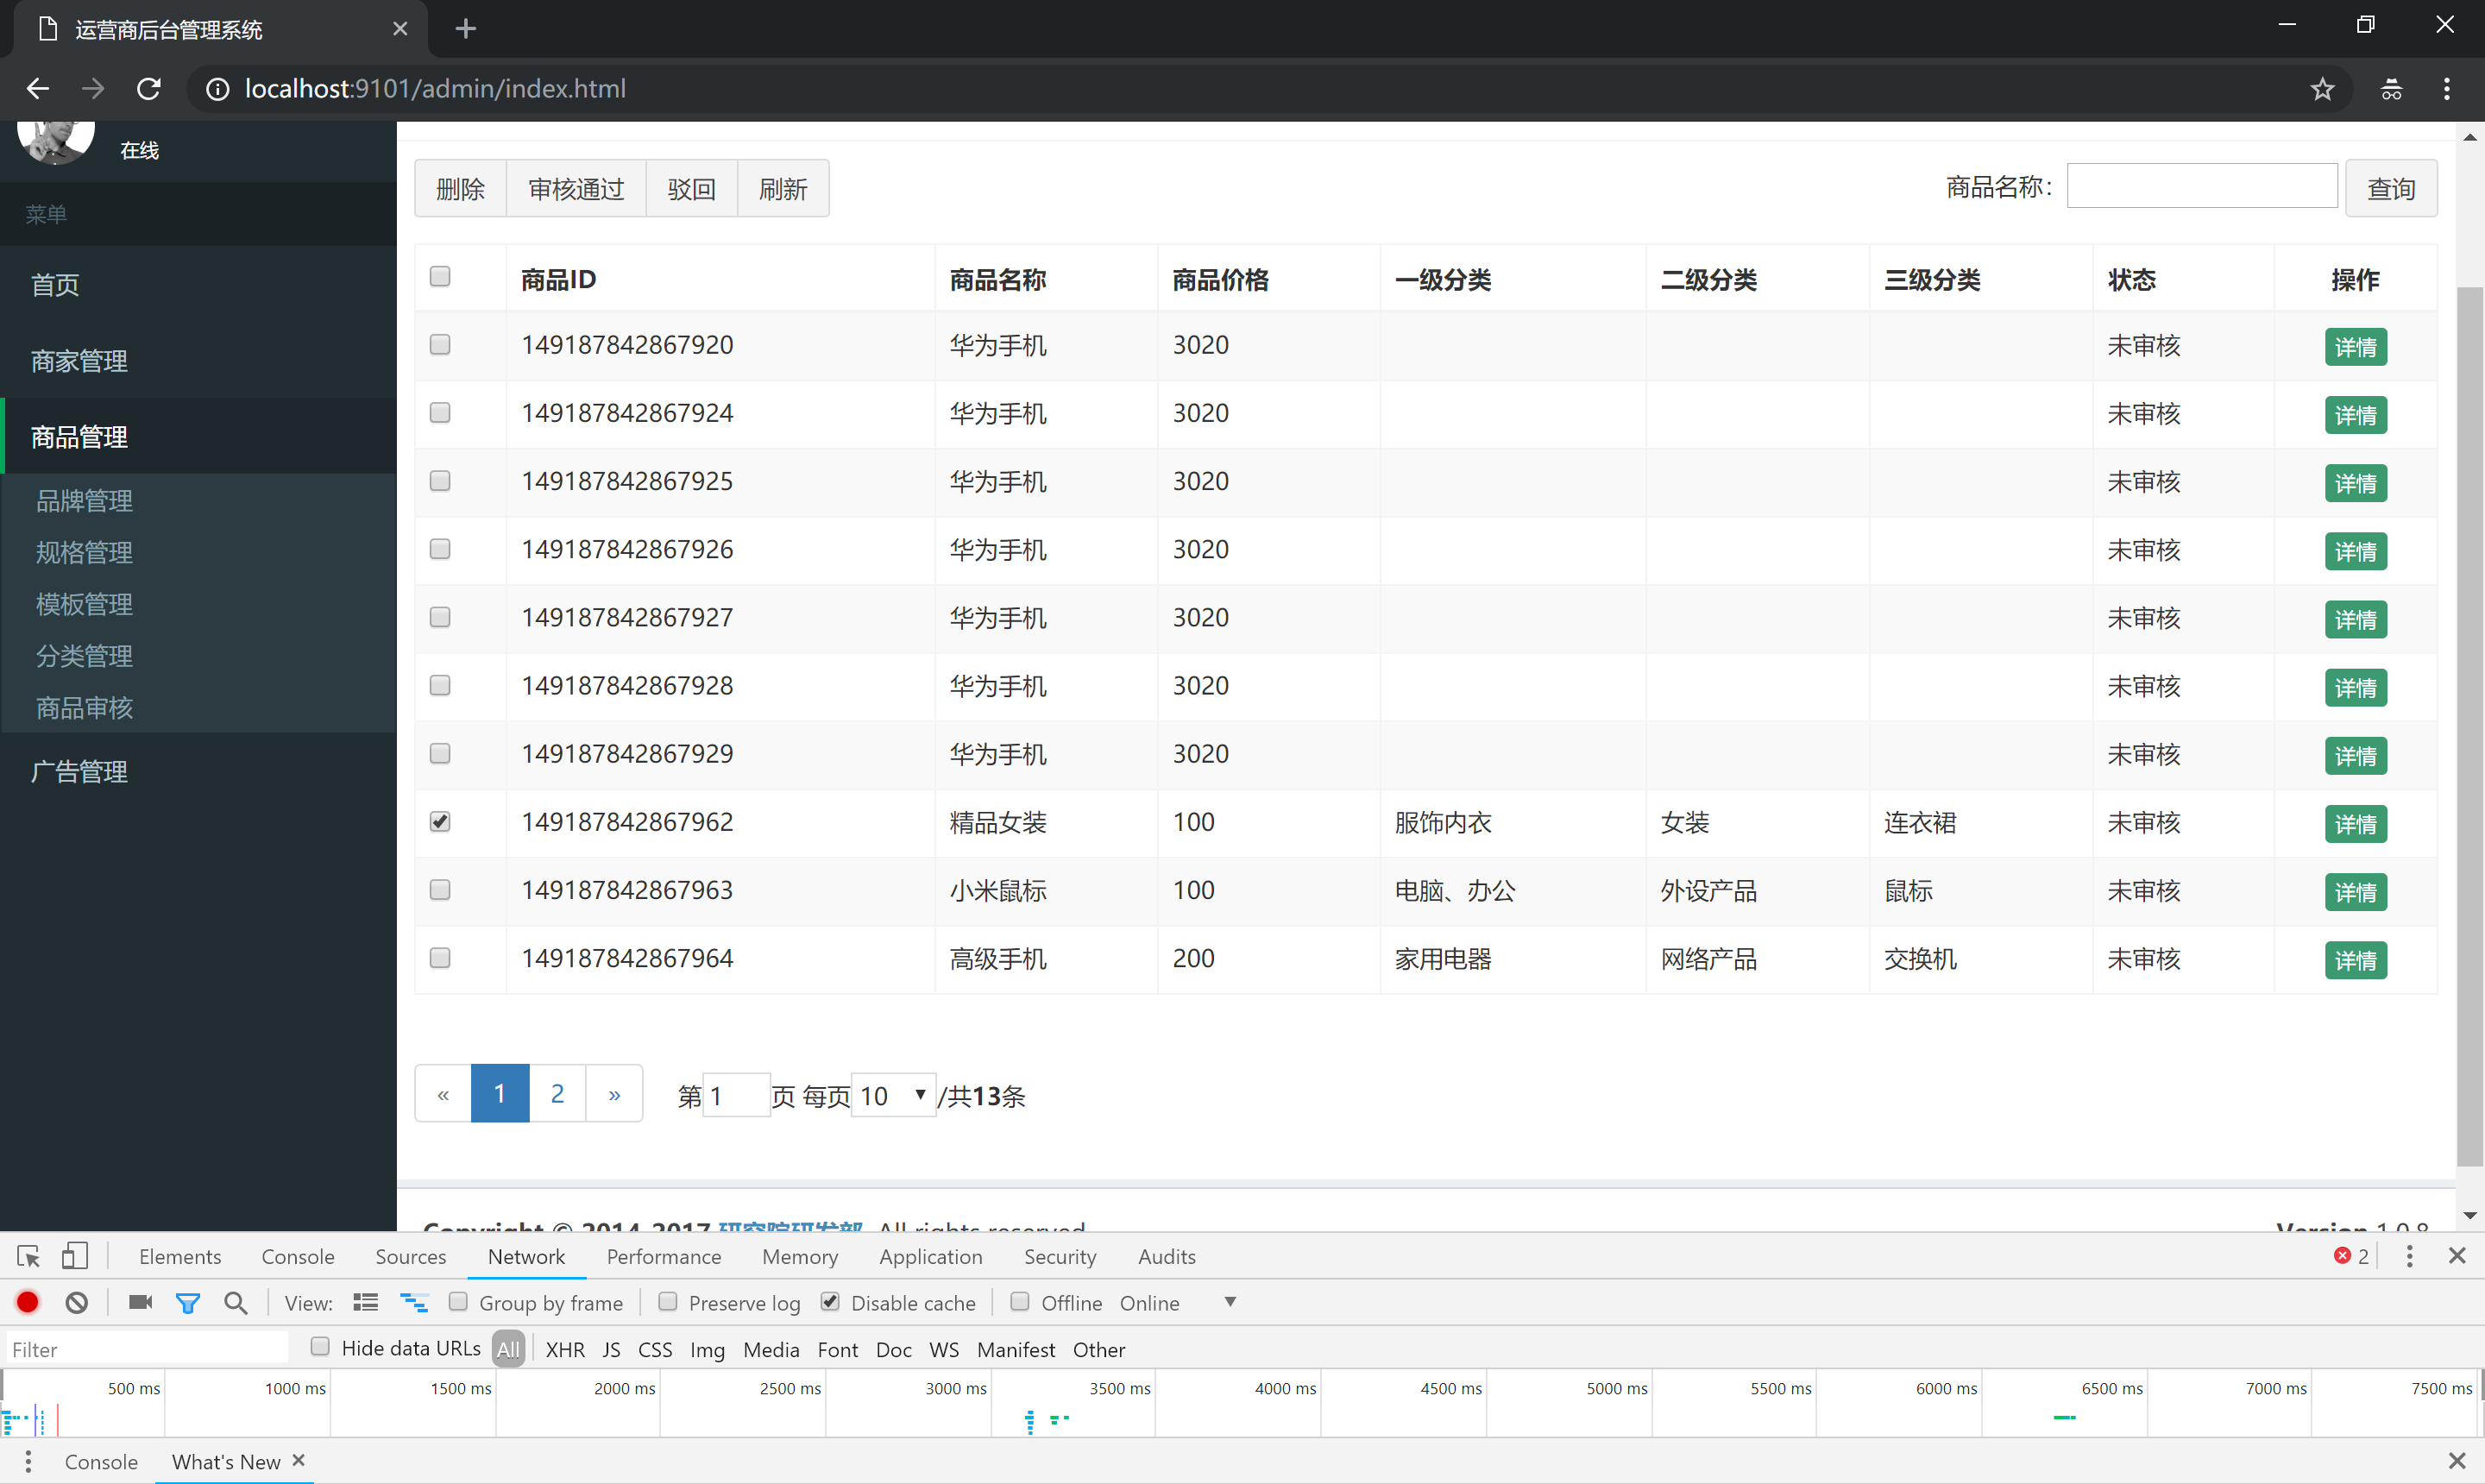 运营商后台管理系统
localhost:9101/admin/index.html
在线
菜单
首页
商家管理
商品管理
品牌管理
规格管理
模板管理
分类管理
商品审核
广告管理
删除 审核通过 驳回 刷新 商品名称： 查询
商品ID 商品名称 商品价格 一级分类 二级分类 三级分类 状态 操作
149187842867920 华为手机 3020 未审核 详情
149187842867924 华为手机 3020 未审核 详情
149187842867925 华为手机 3020 未审核 详情
149187842867926 华为手机 3020 未审核 详情
149187842867927 华为手机 3020 未审核 详情
149187842867928 华为手机 3020 未审核 详情
149187842867929 华为手机 3020 未审核 详情
149187842867962 精品女装 100 服饰内衣 女装 连衣裙 未审核 详情
149187842867963 小米鼠标 100 电脑、办公 外设产品 鼠标 未审核 详情
149187842867964 高级手机 200 家用电器 网络产品 交换机 未审核 详情
« 1 2 » 第 1 页 每页 10 /共13条
Copyright © 2014-2017 研究院研发部. All rights reserved. Version 1.0.8
Elements Console Sources Network Performance Memory Application Security Audits 2
View: Group by frame Preserve log Disable cache Offline Online
Filter Hide data URLs All XHR JS CSS Img Media Font Doc WS Manifest Other
500 ms 1000 ms 1500 ms 2000 ms 2500 ms 3000 ms 3500 ms 4000 ms 4500 ms 5000 ms 5500 ms 6000 ms 6500 ms 7000 ms 7500 ms
Console What's New